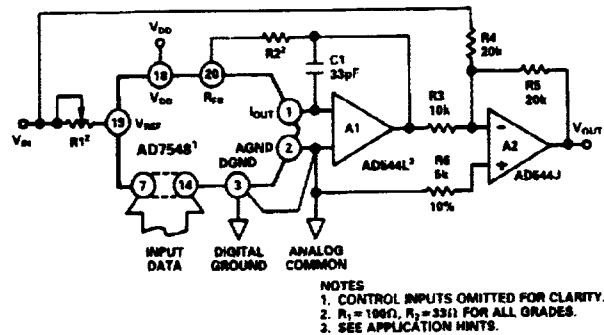 R4
20k
VDD
R2²
C1
33pF
R5
20k
18
20
VDD
RFB
IOUT
1
R3
10k
VOUT
19
VREF
A1
VIN
R1²
AD7548¹
AGND
2
DGND
AD644L³
R6
5k
10%
A2
AD644J
-
+
7
14
3
INPUT
DATA
DIGITAL
GROUND
ANALOG
COMMON
NOTES
1. CONTROL INPUTS OMITTED FOR CLARITY.
2. R1 = 100Ω, R2 = 33Ω FOR ALL GRADES.
3. SEE APPLICATION HINTS.